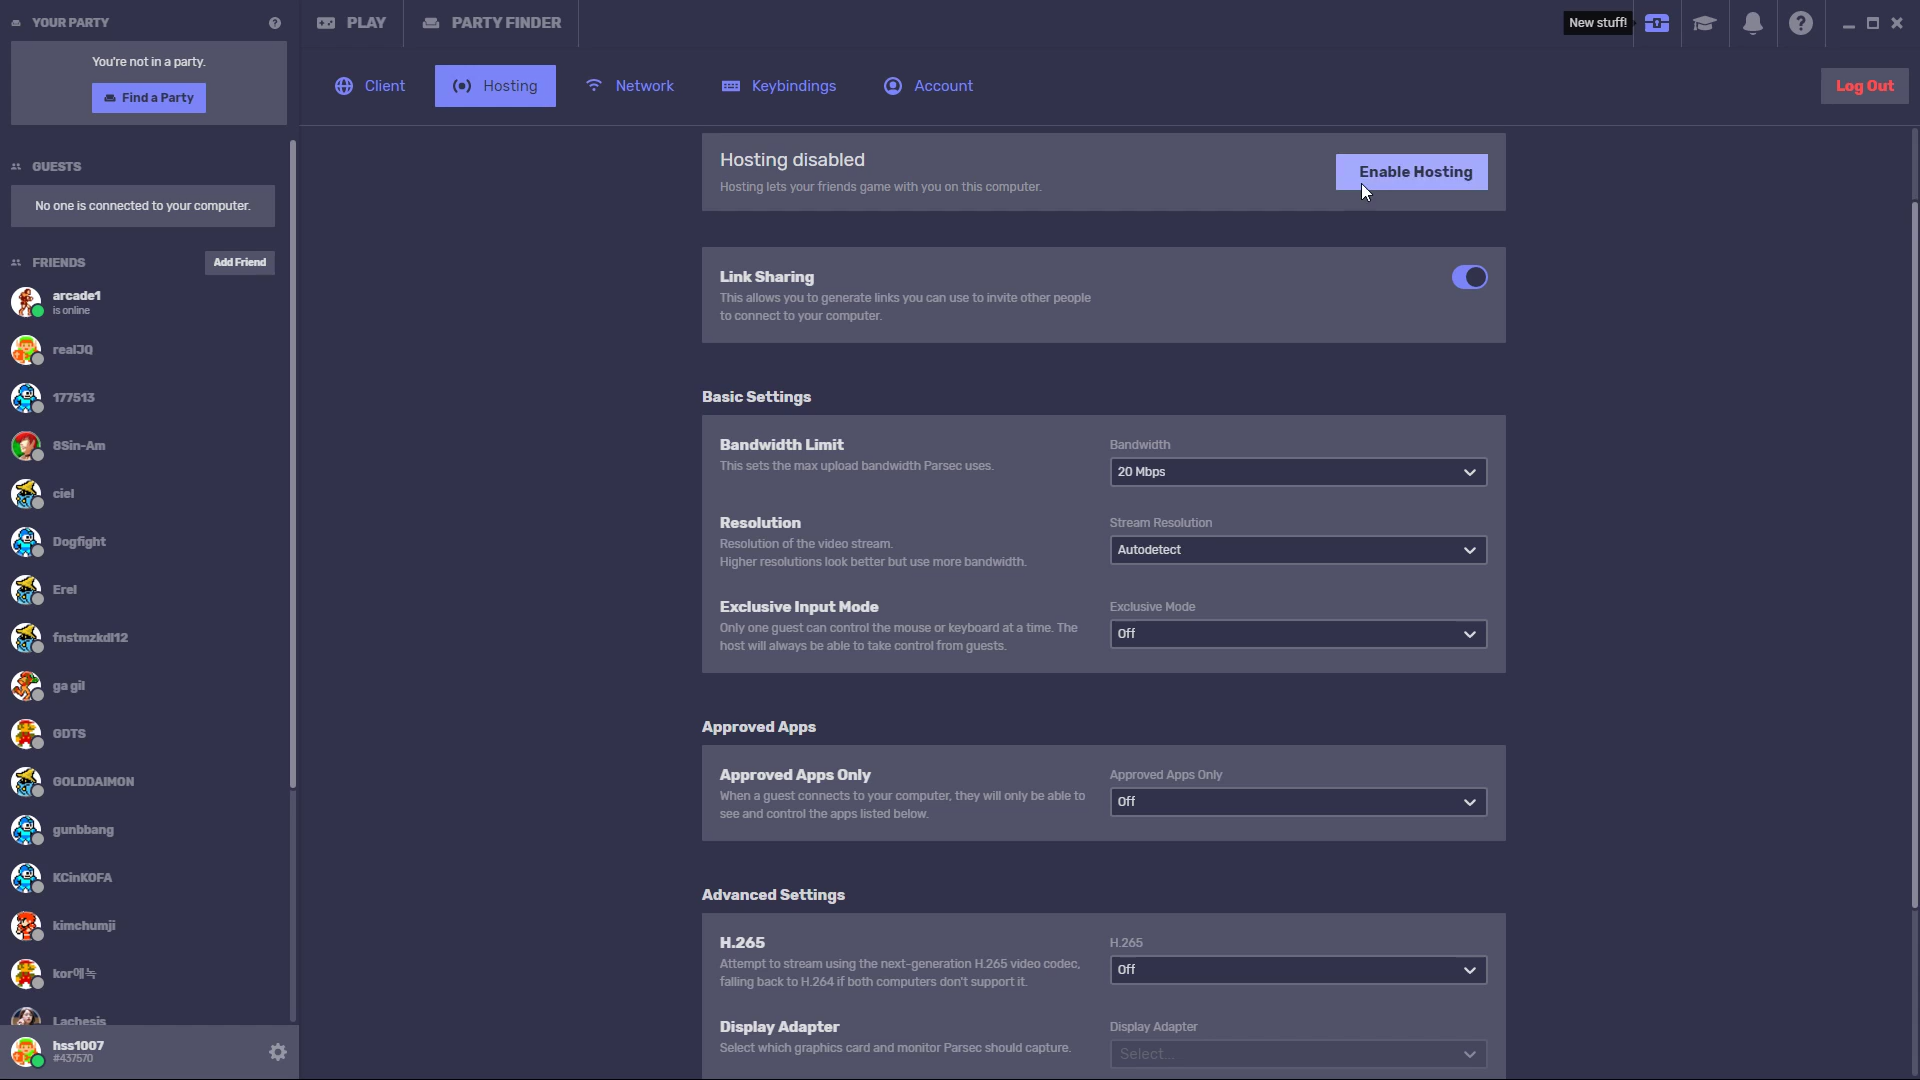 YOUR PARTY
You're not in a party.
Find a Party
GUESTS
No one is connected to your computer.
FRIENDS
Add Friend
arcade1
is online
realJQ
177513
8Sin-Am
ciel
Dogfight
Erel
fnstmzkdl12
ga gil
GDTS
GOLDDAIMON
gunbbang
KCinKOFA
kimchumji
kor에늑
Lachesis
hss1007
#437570
PLAY
PARTY FINDER
New stuff!
Client
Hosting
Network
Keybindings
Account
Log Out
Hosting disabled
Hosting lets your friends game with you on this computer.
Enable Hosting
Link Sharing
This allows you to generate links you can use to invite other people
to connect to your computer.
Basic Settings
Bandwidth Limit
This sets the max upload bandwidth Parsec uses.
Bandwidth
20 Mbps
Resolution
Resolution of the video stream.
Higher resolutions look better but use more bandwidth.
Stream Resolution
Autodetect
Exclusive Input Mode
Only one guest can control the mouse or keyboard at a time. The
host will always be able to take control from guests.
Exclusive Mode
Off
Approved Apps
Approved Apps Only
When a guest connects to your computer, they will only be able to
see and control the apps listed below.
Approved Apps Only
Off
Advanced Settings
H.265
Attempt to stream using the next-generation H.265 video codec,
falling back to H.264 if both computers don't support it.
H.265
Off
Display Adapter
Select which graphics card and monitor Parsec should capture.
Display Adapter
Select...